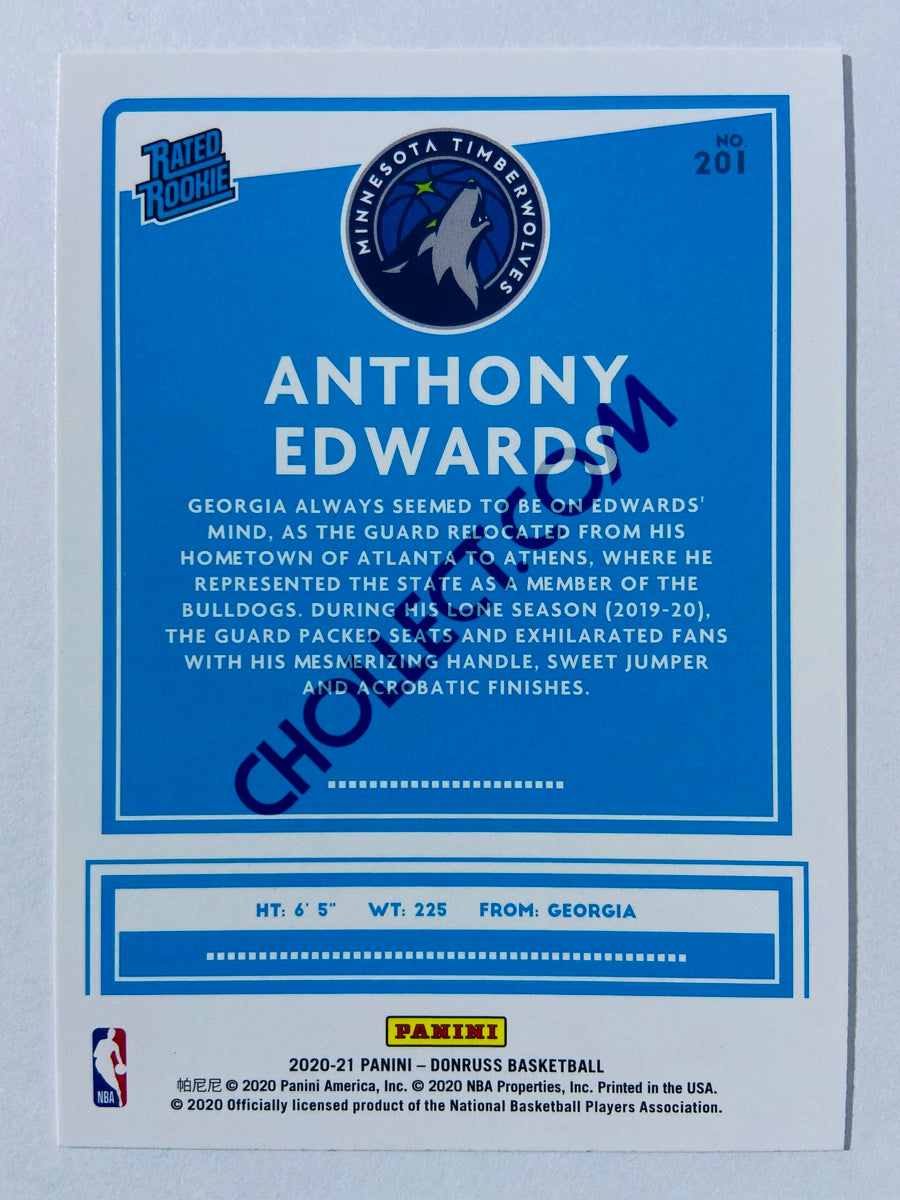 RATED
ROOKIE
MINNESOTA TIMBERWOLVES
NO.
201
ANTHONY
EDWARDS
GEORGIA ALWAYS SEEMED TO BE ON EDWARDS'
MIND, AS THE GUARD RELOCATED FROM HIS
HOMETOWN OF ATLANTA TO ATHENS, WHERE HE
REPRESENTED THE STATE AS A MEMBER OF THE
BULLDOGS. DURING HIS LONE SEASON (2019-20),
THE GUARD PACKED SEATS AND EXHILARATED FANS
WITH HIS MESMERIZING HANDLE, SWEET JUMPER
AND ACROBATIC FINISHES.
CHOLLECT.COM
HT: 6' 5" WT: 225 FROM: GEORGIA
PANINI
NBA
2020-21 PANINI – DONRUSS BASKETBALL
帕尼尼 © 2020 Panini America, Inc. © 2020 NBA Properties, Inc. Printed in the USA.
© 2020 Officially licensed product of the National Basketball Players Association.